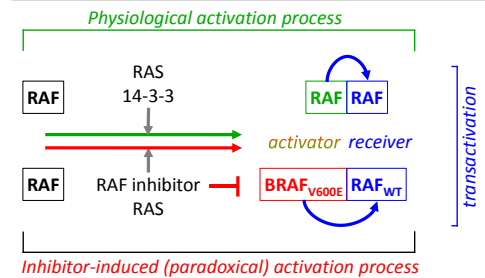 Physiological activation process
RAS
14-3-3
RAF
RAF RAF
activator receiver
transactivation
RAF
RAF inhibitor
RAS
BRAFV600E RAFWT
Inhibitor-induced (paradoxical) activation process